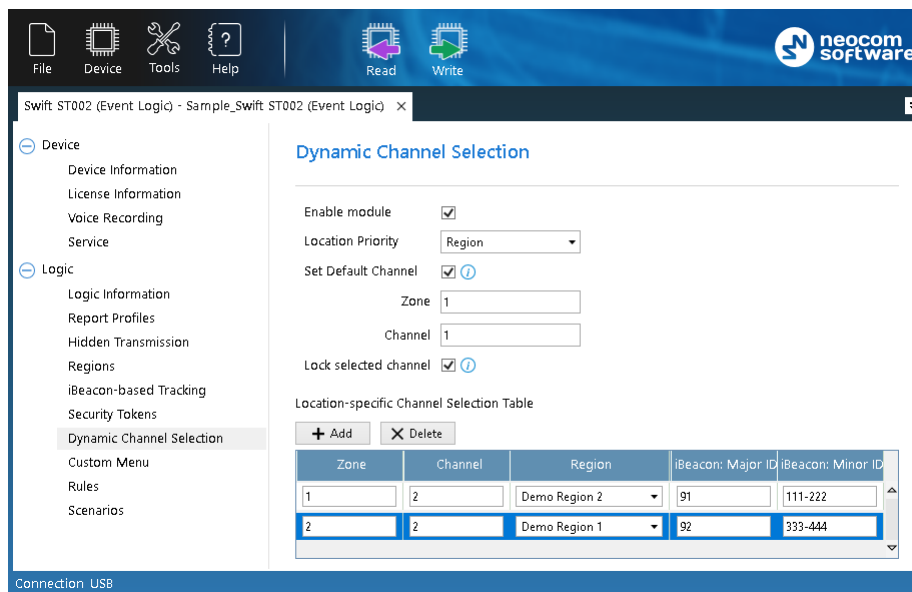 File Device Tools Help Read Write
neocom
software
Swift ST002 (Event Logic) - Sample_Swift ST002 (Event Logic)
Device
Device Information
License Information
Voice Recording
Service
Logic
Logic Information
Report Profiles
Hidden Transmission
Regions
iBeacon-based Tracking
Security Tokens
Dynamic Channel Selection
Custom Menu
Rules
Scenarios
Dynamic Channel Selection
Enable module
Location Priority Region
Set Default Channel
Zone 1
Channel 1
Lock selected channel
Location-specific Channel Selection Table
Add Delete
Zone Channel Region iBeacon: Major ID iBeacon: Minor ID
1 2 Demo Region 2 91 111-222
2 2 Demo Region 1 92 333-444
Connection USB